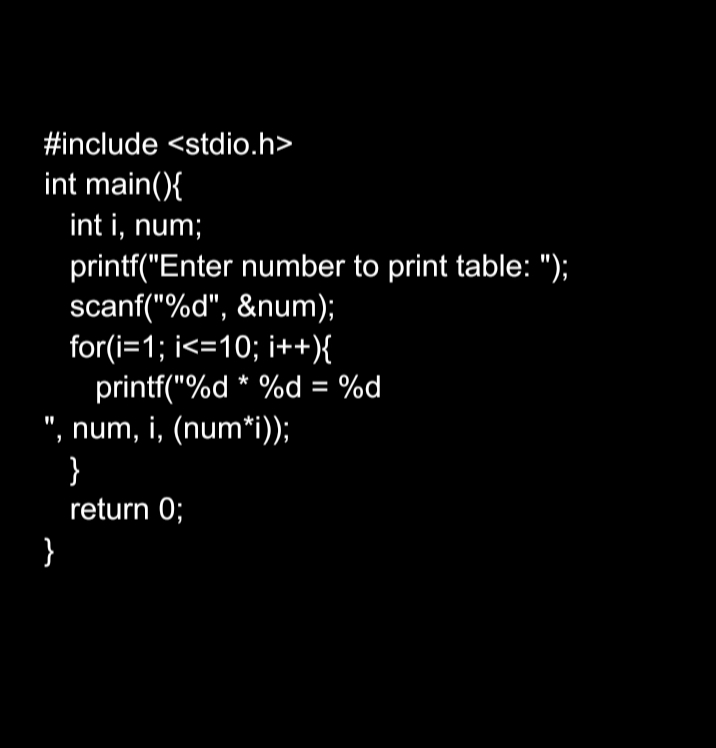 #include <stdio.h>
int main(){
int i, num;
printf("Enter number to print table: ");
scanf("%d", &num);
for(i=1; i<=10; i++){
printf("%d * %d = %d
", num, i, (num*i));
}
return 0;
}